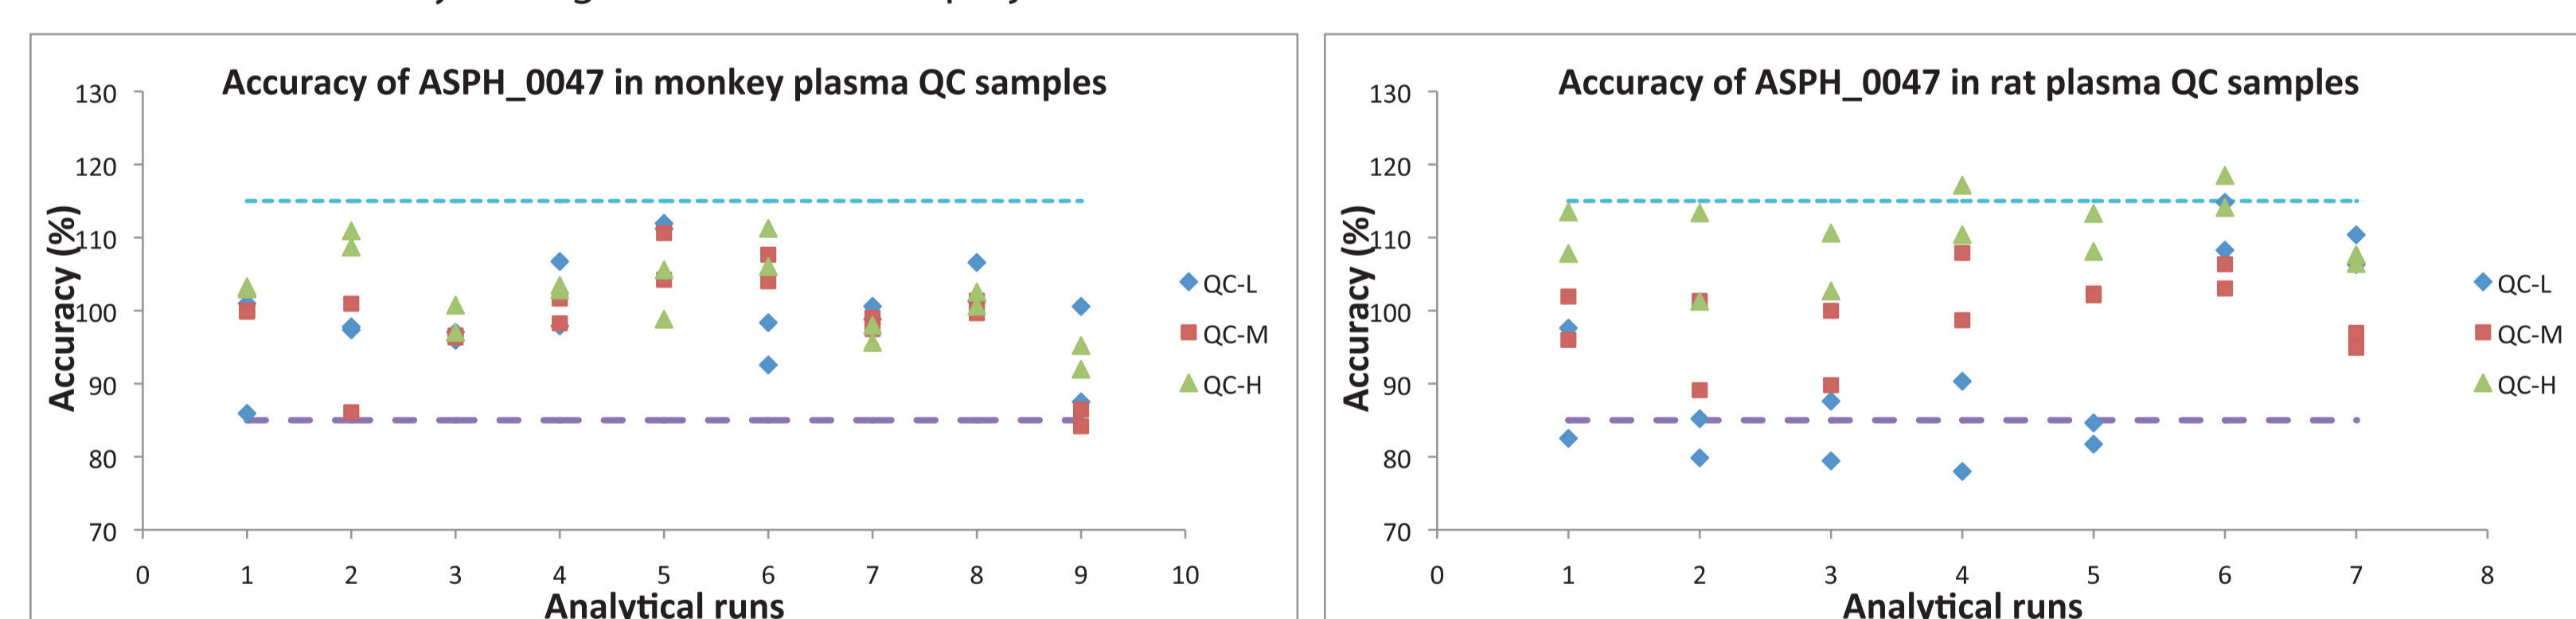 Accuracy of ASPH_0047 in monkey plasma QC samples
Accuracy (%)
130
120
110
100
90
80
70
0 1 2 3 4 5 6 7 8 9 10
Analytical runs
QC-L
QC-M
QC-H
Accuracy of ASPH_0047 in rat plasma QC samples
Accuracy (%)
130
120
110
100
90
80
70
0 1 2 3 4 5 6 7 8
Analytical runs
QC-L
QC-M
QC-H